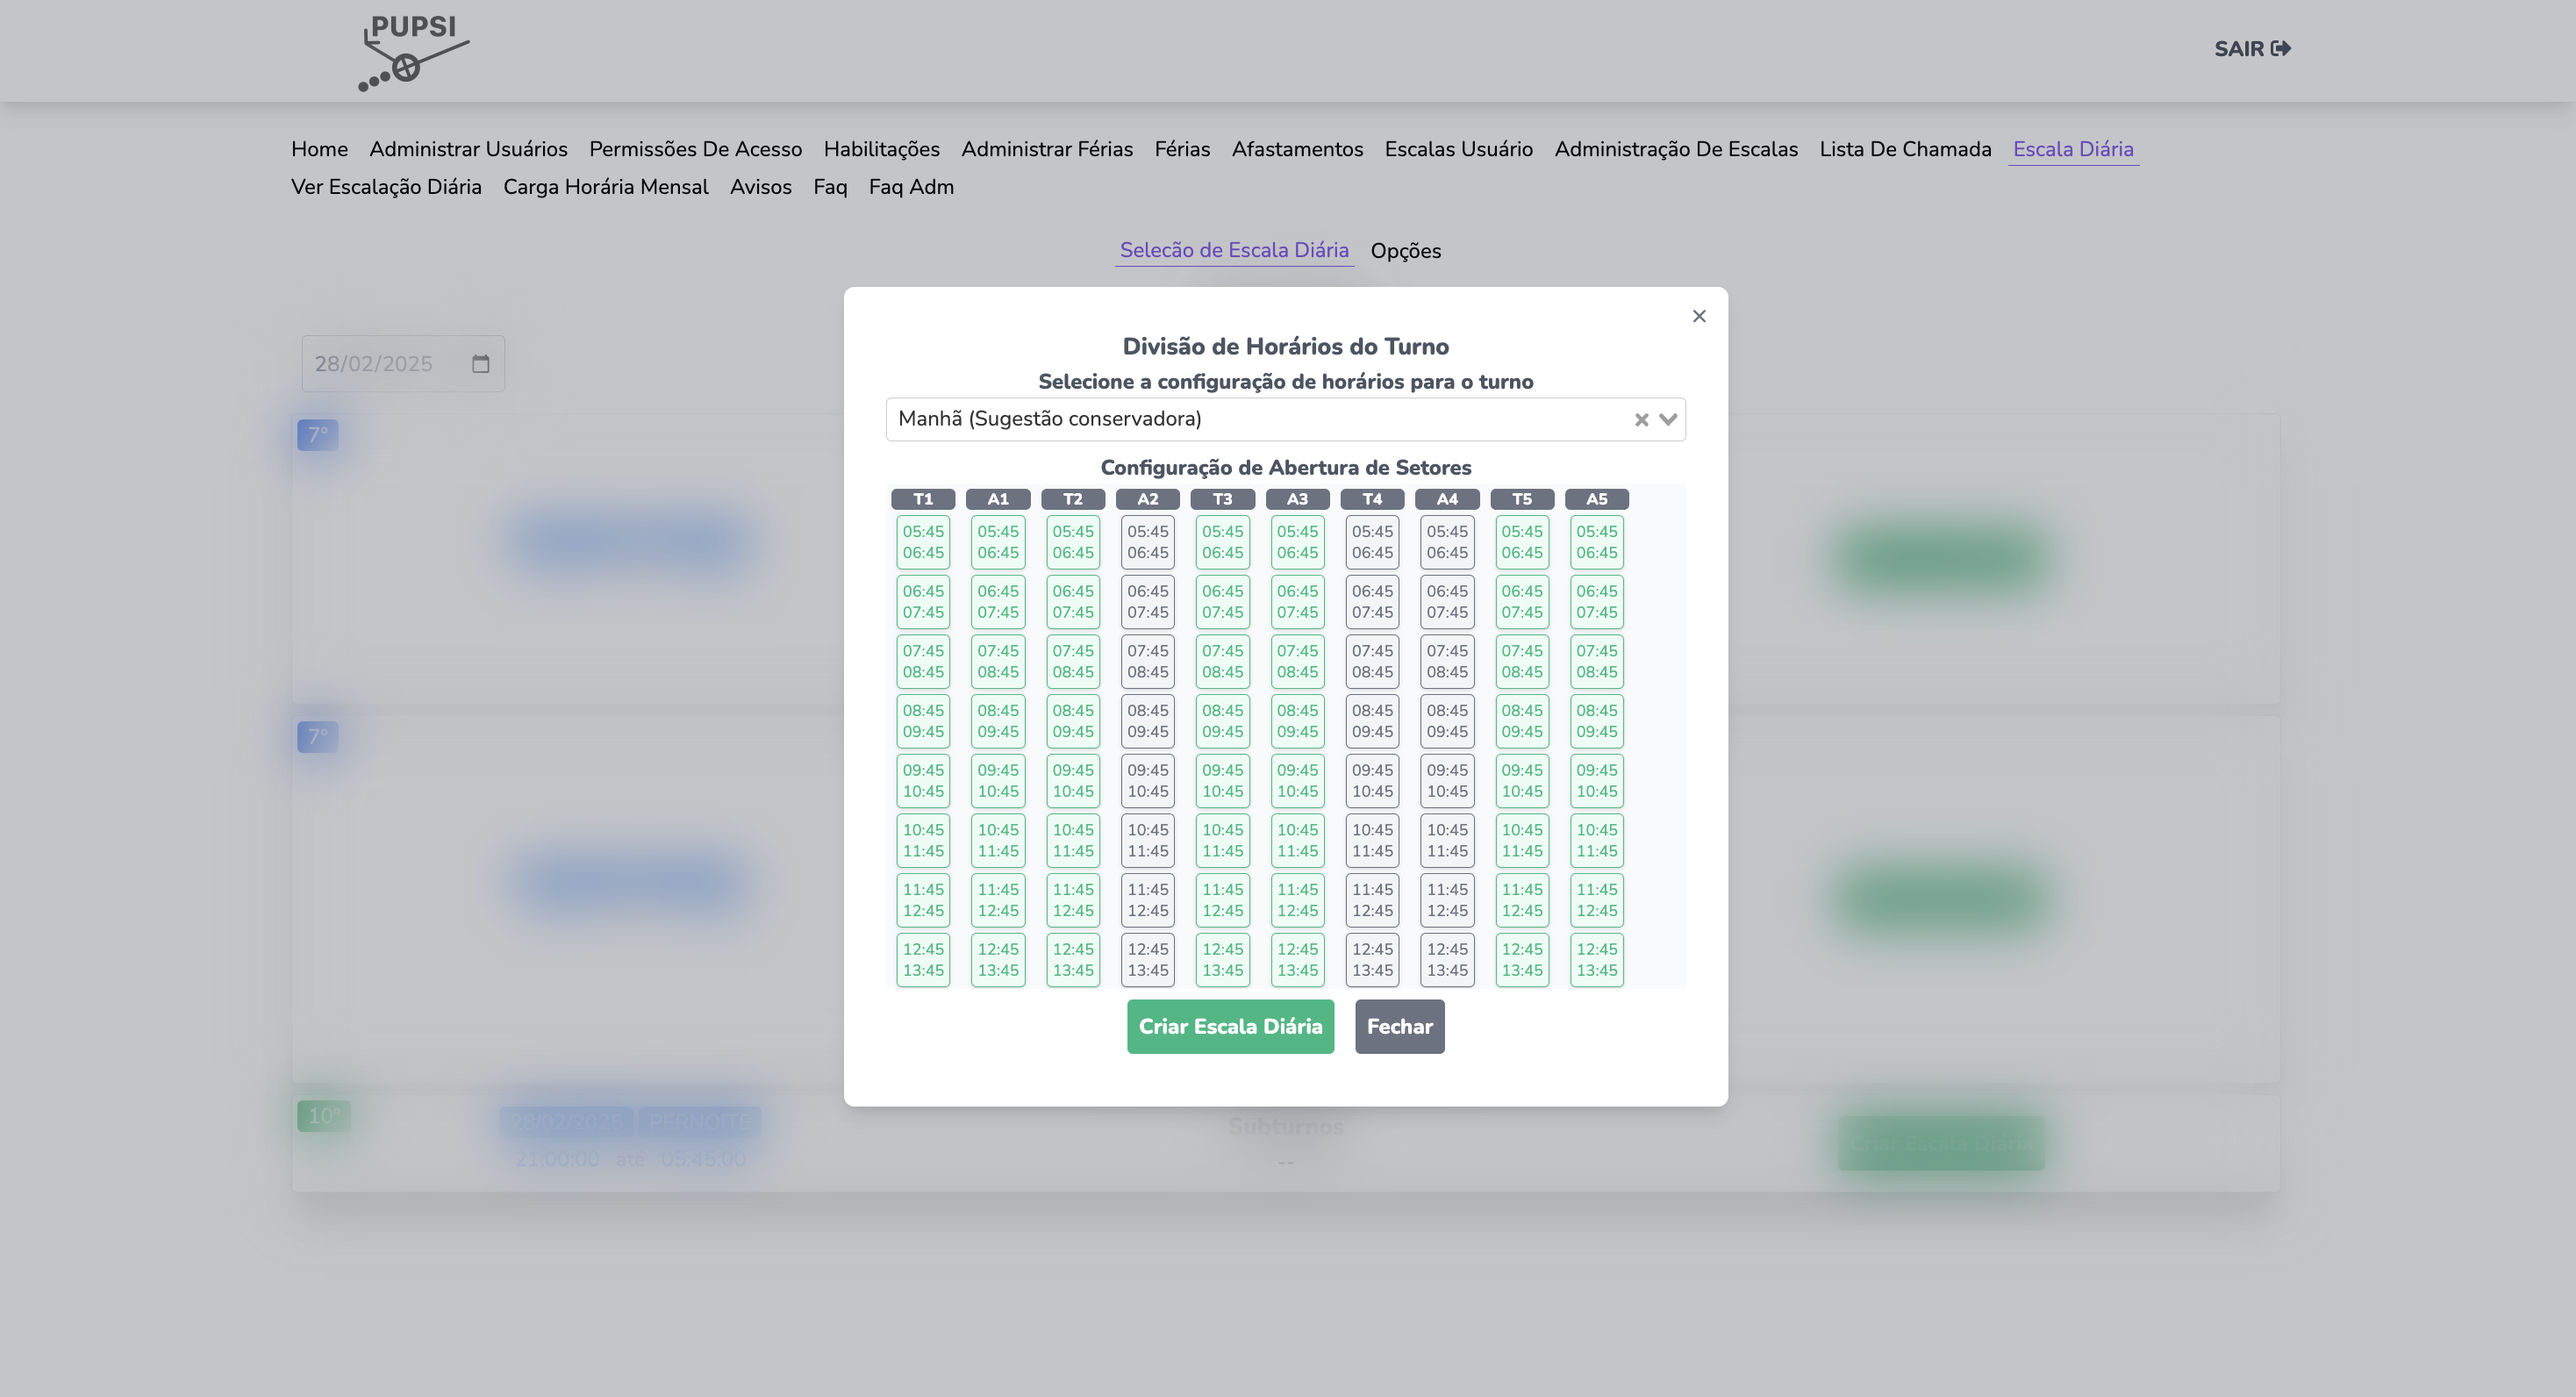 PUPSI
SAIR
Home Administrar Usuários Permissões De Acesso Habilitações Administrar Férias Férias Afastamentos Escalas Usuário Administração De Escalas Lista De Chamada Escala Diária
Ver Escalação Diária Carga Horária Mensal Avisos Faq Faq Adm
Selecão de Escala Diária Opções
28/02/2025
Divisão de Horários do Turno
Selecione a configuração de horários para o turno
Manhã (Sugestão conservadora)
7º
Configuração de Abertura de Setores
T1 A1 T2 A2 T3 A3 T4 A4 T5 A5
05:45 05:45 05:45 05:45 05:45 05:45 05:45 05:45 05:45 05:45
06:45 06:45 06:45 06:45 06:45 06:45 06:45 06:45 06:45 06:45
06:45 06:45 06:45 06:45 06:45 06:45 06:45 06:45 06:45 06:45
07:45 07:45 07:45 07:45 07:45 07:45 07:45 07:45 07:45 07:45
07:45 07:45 07:45 07:45 07:45 07:45 07:45 07:45 07:45 07:45
08:45 08:45 08:45 08:45 08:45 08:45 08:45 08:45 08:45 08:45
08:45 08:45 08:45 08:45 08:45 08:45 08:45 08:45 08:45 08:45
09:45 09:45 09:45 09:45 09:45 09:45 09:45 09:45 09:45 09:45
7º
09:45 09:45 09:45 09:45 09:45 09:45 09:45 09:45 09:45 09:45
10:45 10:45 10:45 10:45 10:45 10:45 10:45 10:45 10:45 10:45
10:45 10:45 10:45 10:45 10:45 10:45 10:45 10:45 10:45 10:45
11:45 11:45 11:45 11:45 11:45 11:45 11:45 11:45 11:45 11:45
11:45 11:45 11:45 11:45 11:45 11:45 11:45 11:45 11:45 11:45
12:45 12:45 12:45 12:45 12:45 12:45 12:45 12:45 12:45 12:45
12:45 12:45 12:45 12:45 12:45 12:45 12:45 12:45 12:45 12:45
13:45 13:45 13:45 13:45 13:45 13:45 13:45 13:45 13:45 13:45
Criar Escala Diária Fechar
10º 28/02/2025 PERNOITE Subturnos Criar Escala Diária
21:00:00 até 05:45:00 --